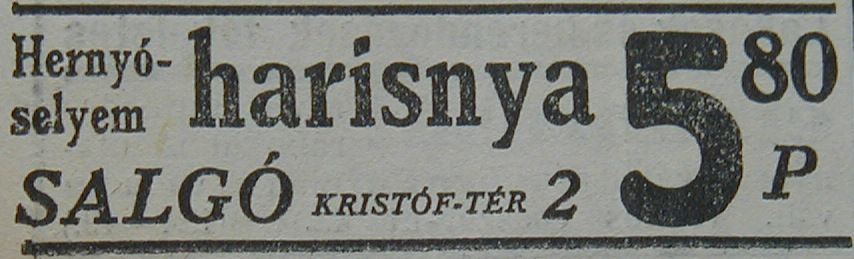 Hernyó-
selyem harisnya 5 80 P
SALGÓ KRISTÓF-TÉR 2